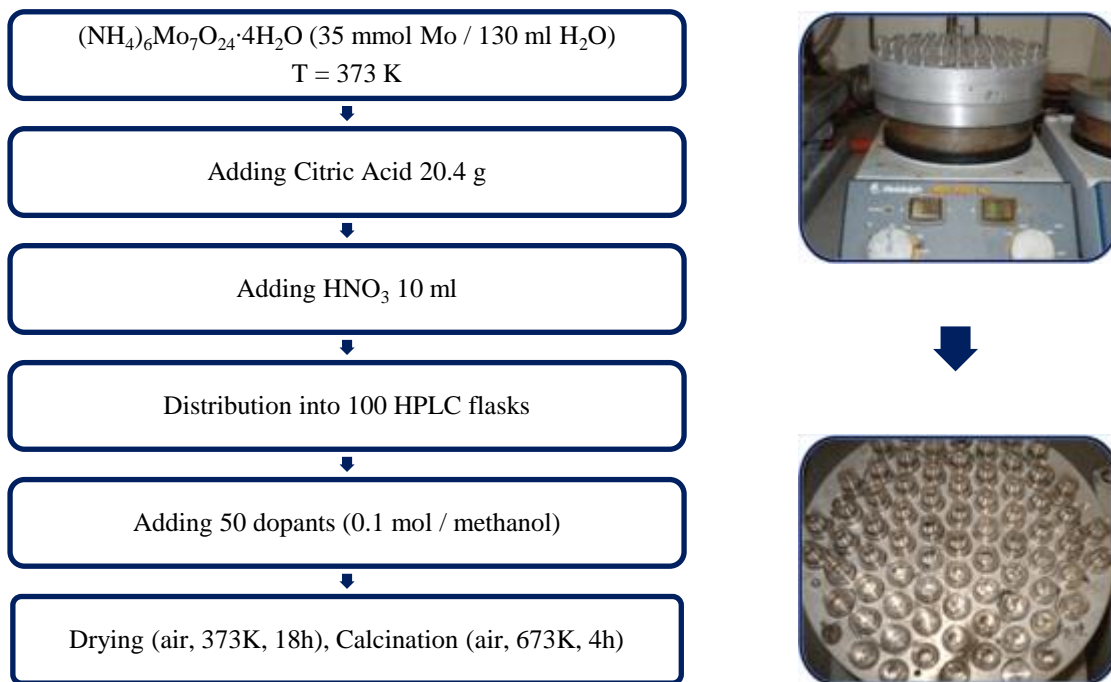 (NH₄)₆Mo₇O₂₄·4H₂O (35 mmol Mo / 130 ml H₂O)
T = 373 K
Adding Citric Acid 20.4 g
Adding HNO₃ 10 ml
Distribution into 100 HPLC flasks
Adding 50 dopants (0.1 mol / methanol)
Drying (air, 373K, 18h), Calcination (air, 673K, 4h)